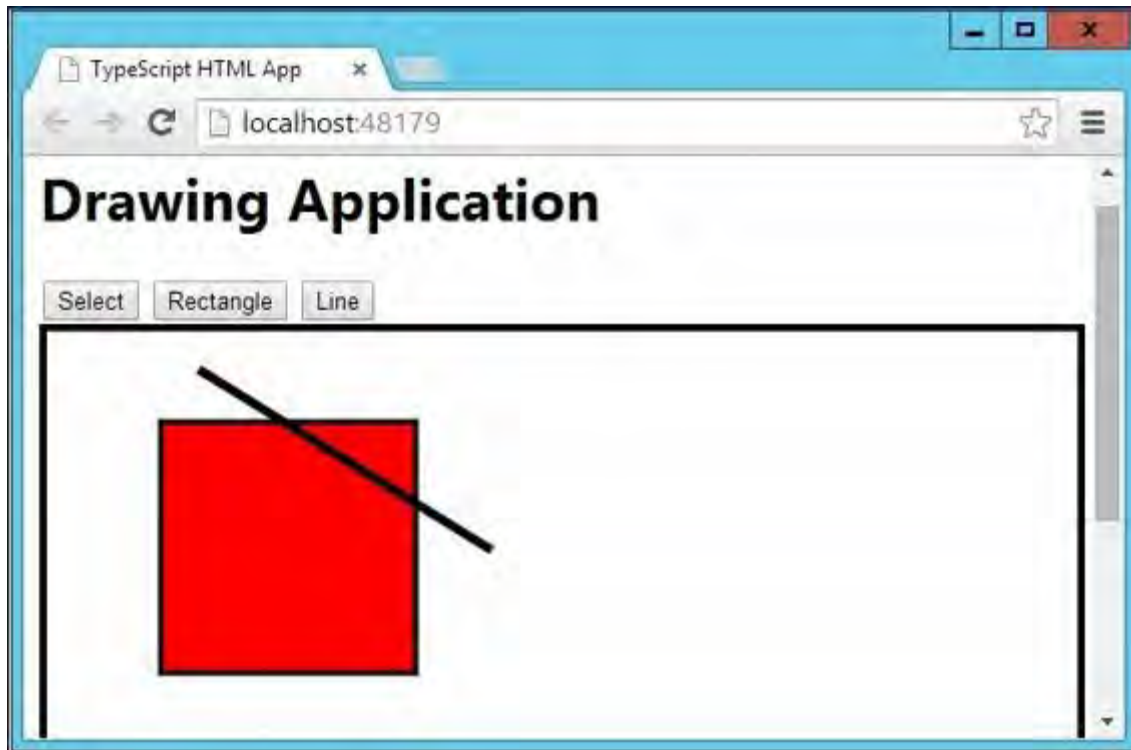 TypeScript HTML App
localhost:48179
Drawing Application
Select Rectangle Line